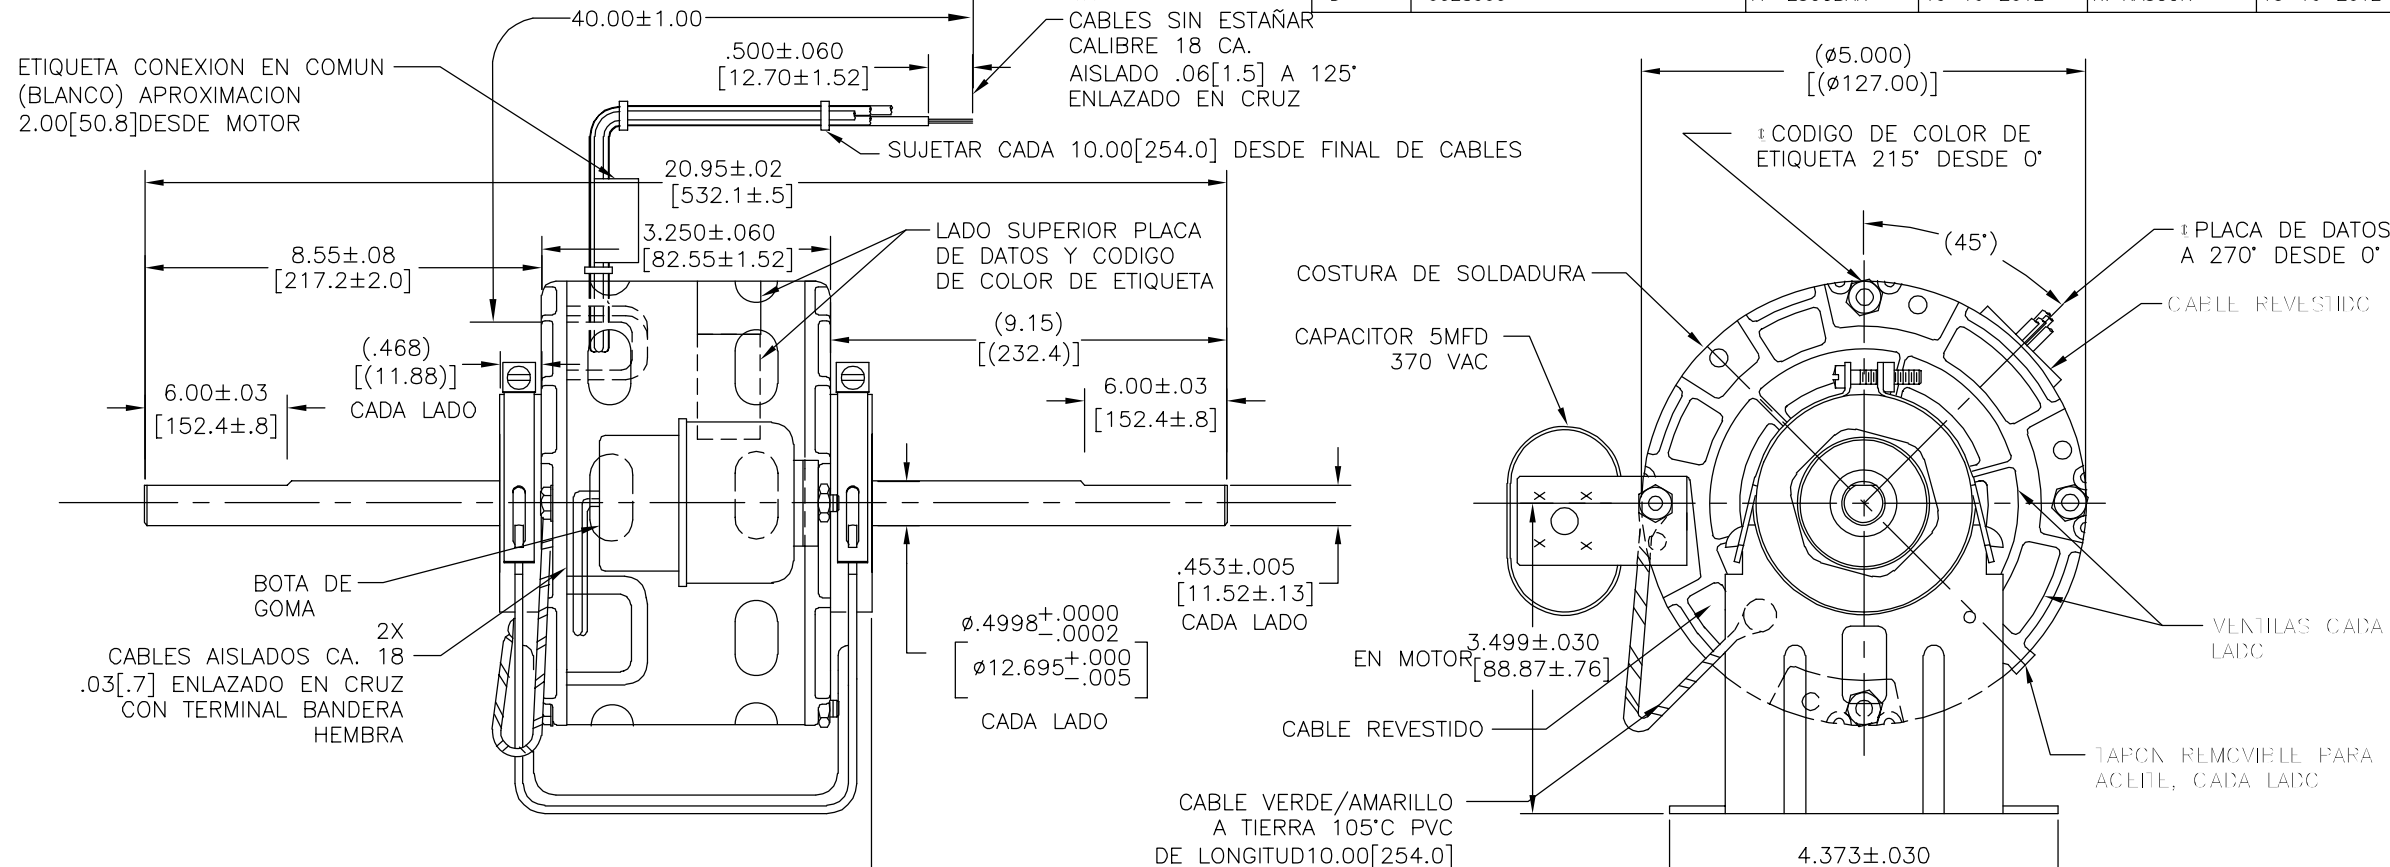 40.00±1.00
.500±.060
[12.70±1.52]
CABLES SIN ESTAÑAR
CALIBRE 18 CA.
AISLADO .06[1.5] A 125°
ENLAZADO EN CRUZ
ETIQUETA CONEXION EN COMUN
(BLANCO) APROXIMACION
2.00[50.8]DESDE MOTOR
SUJETAR CADA 10.00[254.0] DESDE FINAL DE CABLES
20.95±.02
[532.1±.5]
3.250±.060
[82.55±1.52]
8.55±.08
[217.2±2.0]
LADO SUPERIOR PLACA
DE DATOS Y CODIGO
DE COLOR DE ETIQUETA
(9.15)
[(232.4)]
(.468)
[(11.88)]
CADA LADO
6.00±.03
[152.4±.8]
6.00±.03
[152.4±.8]
BOTA DE
GOMA
2X
CABLES AISLADOS CA. 18
.03[.7] ENLAZADO EN CRUZ
CON TERMINAL BANDERA
HEMBRA
ø.4998+.0000
-.0002
[ø12.695+.000
-.005]
CADA LADO
.453±.005
[11.52±.13]
CADA LADO
(ø5.000)
[(ø127.00)]
CODIGO DE COLOR DE
ETIQUETA 215° DESDE 0°
(45°)
PLACA DE DATOS
A 270° DESDE 0°
COSTURA DE SOLDADURA
CABLE REVESTIDO
CAPACITOR 5MFD
370 VAC
X X
X X
VENTILAS CADA
LADO
EN MOTOR
3.499±.030
[88.87±.76]
CABLE REVESTIDO
TAPON REMOVIBLE PARA
ACEITE, CADA LADO
CABLE VERDE/AMARILLO
A TIERRA 105°C PVC
DE LONGITUD10.00[254.0]
4.373±.030